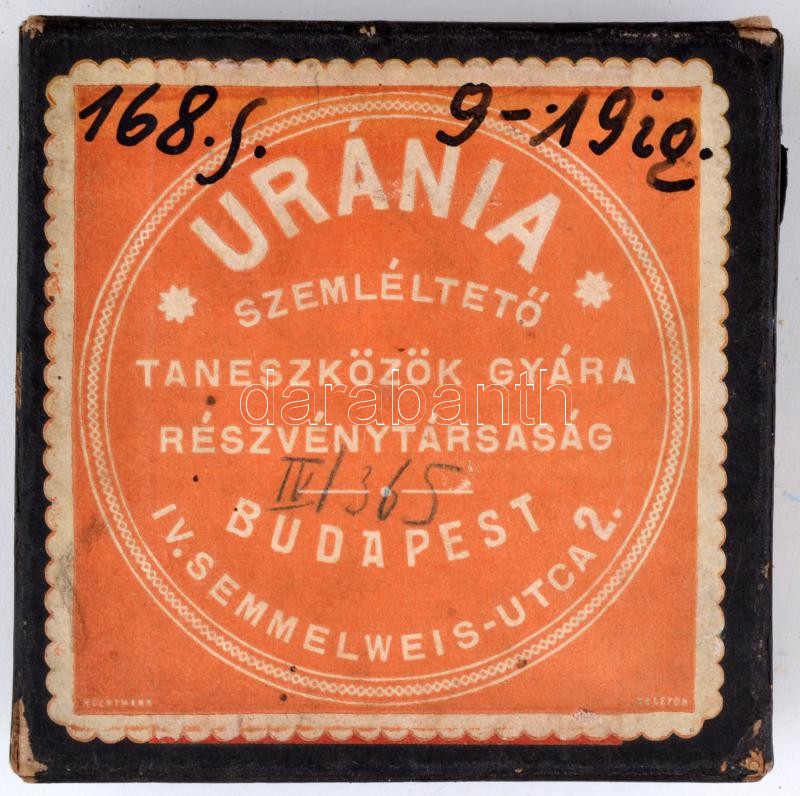 168.
9-19ig.
URÁNIA
SZEMLÉLTETŐ
TANESZKÖZÖK GYÁRA
darabanth
RÉSZVÉNYTÁRSASÁG
IV/365
BUDAPEST
IV. SEMMELWEIS-UTCA 2.